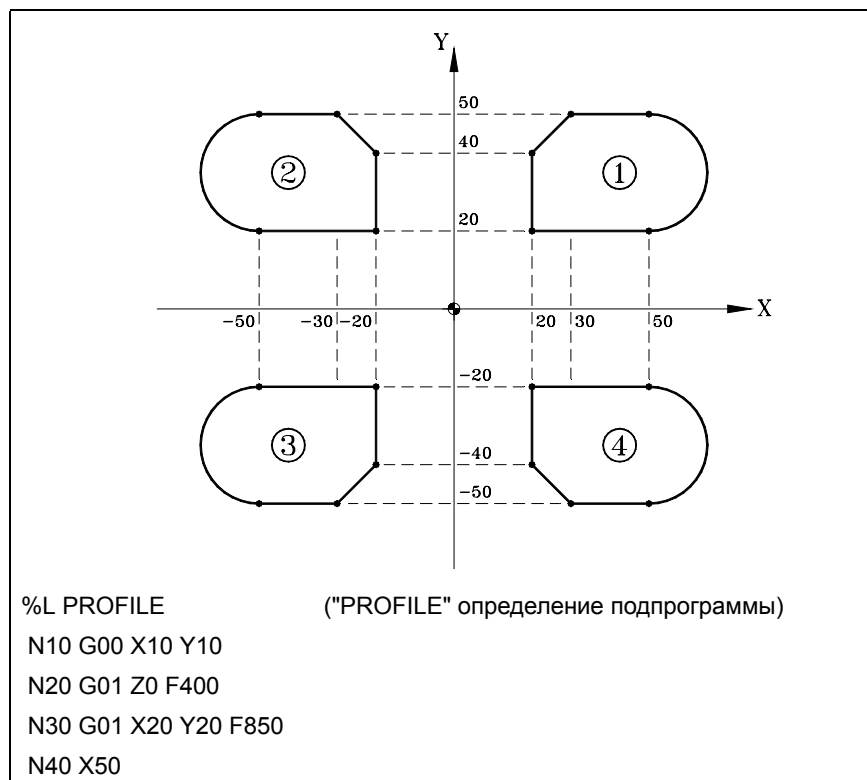 Y
50
② ①
40
20
-50 -30 -20 20 30 50 X
-20
③ ④
-40
-50
%L PROFILE ("PROFILE" определение подпрограммы)
N10 G00 X10 Y10
N20 G01 Z0 F400
N30 G01 X20 Y20 F850
N40 X50